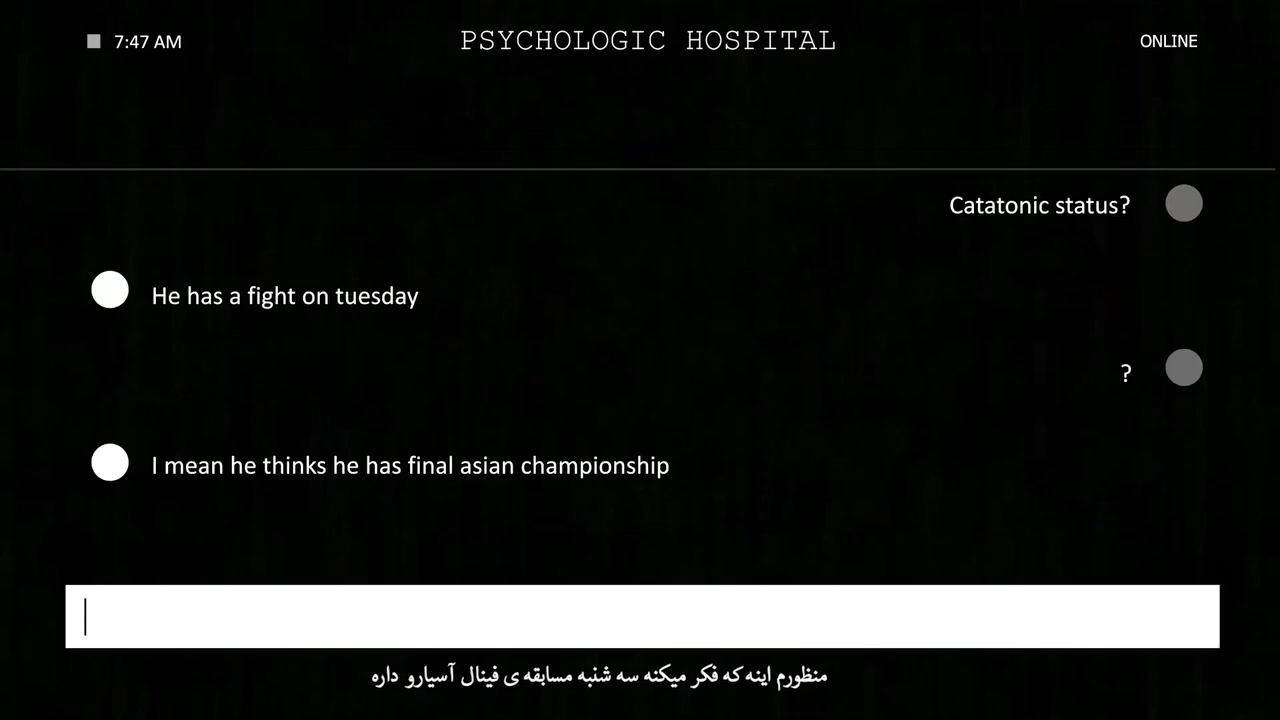 7:47 AM
PSYCHOLOGIC HOSPITAL
ONLINE
Catatonic status?
He has a fight on tuesday
?
I mean he thinks he has final asian championship
منظورم اینه که فکر میکنه سه شنبه مسابقه ی فینال آسیارو داره